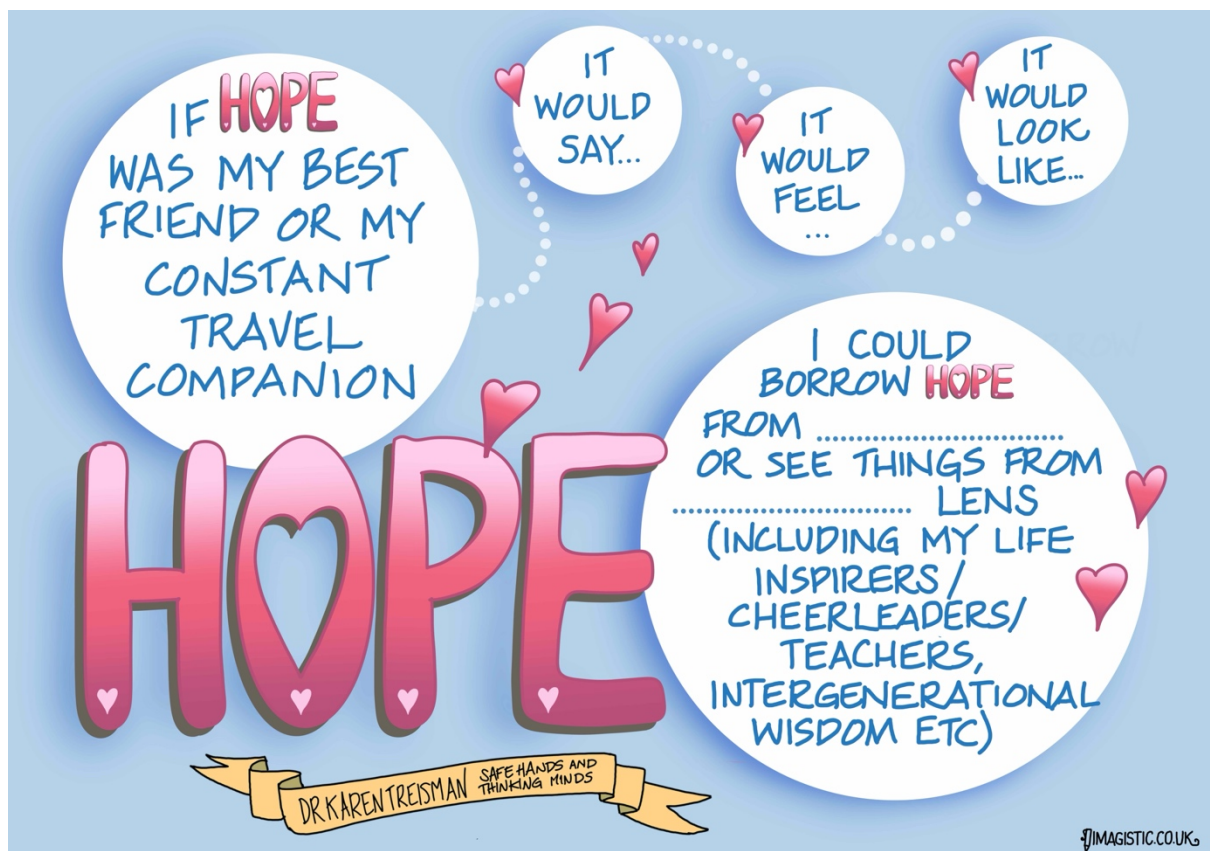 IF HOPE
WAS MY BEST
FRIEND OR MY
CONSTANT
TRAVEL
COMPANION
IT
WOULD
SAY...
IT
WOULD
FEEL
...
IT
WOULD
LOOK
LIKE...
HOPE
I COULD
BORROW HOPE
FROM ..............................
OR SEE THINGS FROM
.............................. LENS
(INCLUDING MY LIFE
INSPIRERS/
CHEERLEADERS/
TEACHERS,
INTERGENERATIONAL
WISDOM ETC)
DR KAREN TREISMAN SAFE HANDS AND
THINKING MINDS
IMAGISTIC.CO.UK